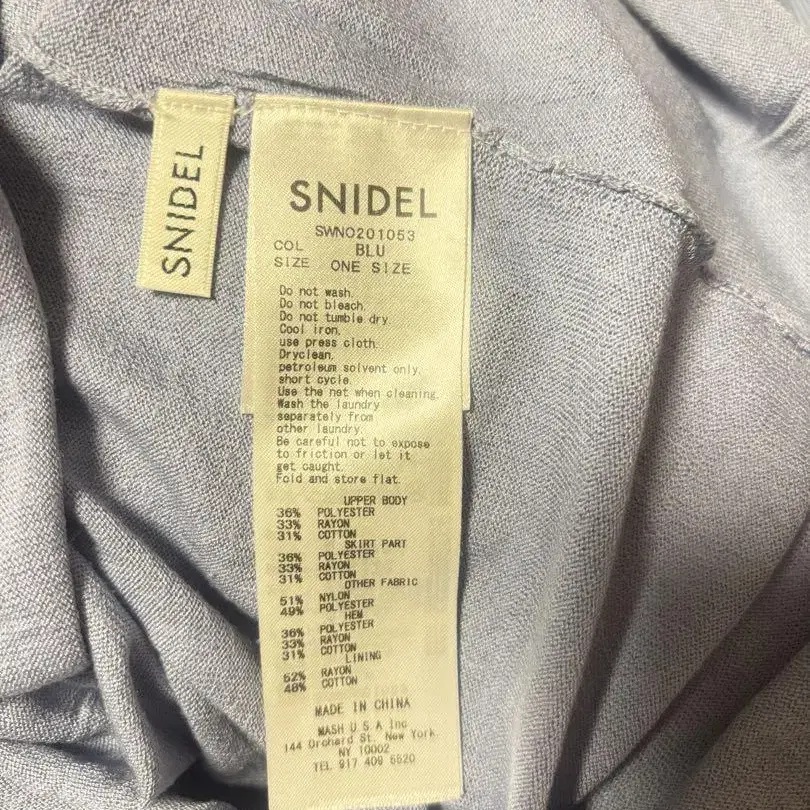 SNIDEL
SNIDEL
SWNO201053
COL BLU
SIZE ONE SIZE
Do not wash.
Do not bleach.
Do not tumble dry.
Cool iron.
use press cloth.
Dryclean.
petroleum solvent only.
short cycle.
Use the net when cleaning.
Wash the laundry
separately from
other laundry.
Be careful not to expose
to friction or let it
get caught.
Fold and store flat.
UPPER BODY
36% POLYESTER
33% RAYON
31% COTTON
SKIRT PART
36% POLYESTER
33% RAYON
31% COTTON
OTHER FABRIC
51% NYLON
49% POLYESTER
HEM
36% POLYESTER
33% RAYON
31% COTTON
LINING
52% RAYON
48% COTTON
MADE IN CHINA
MASH U S A Inc
144 Orchard St. New York.
NY 10002
TEL 917 409 5520